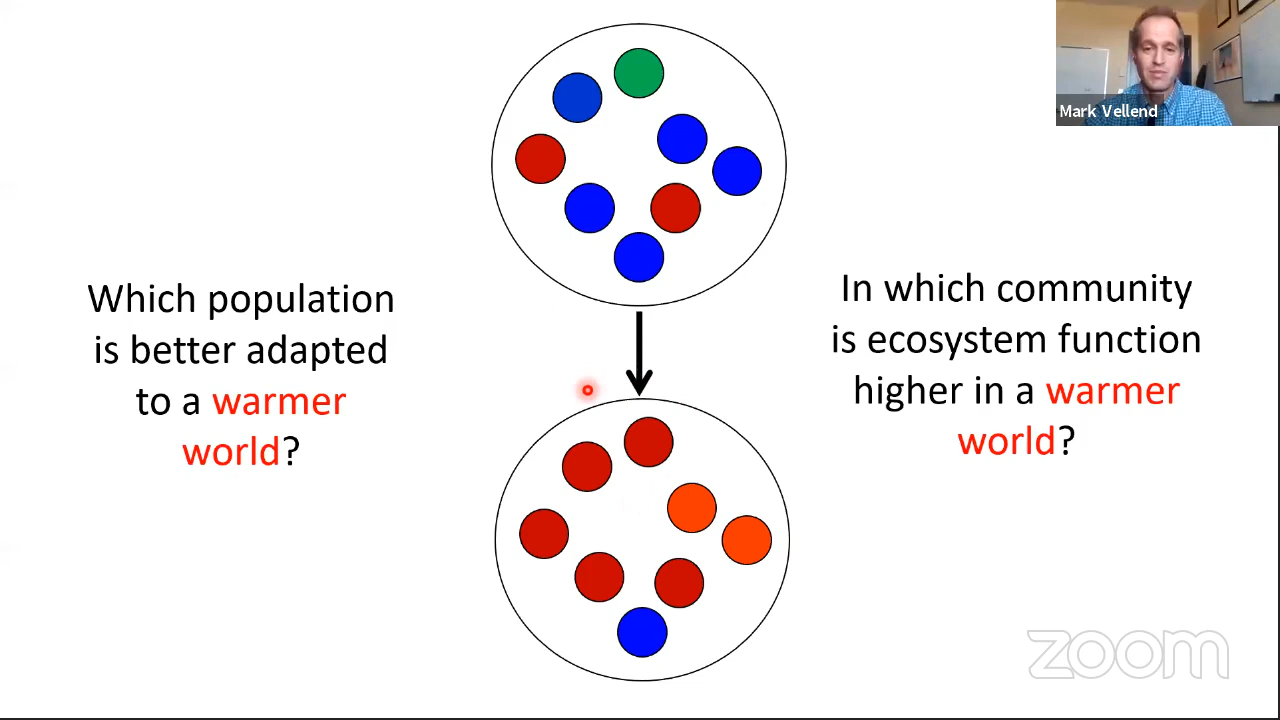 Mark Vellend
Which population
is better adapted
to a warmer
world?
In which community
is ecosystem function
higher in a warmer
world?
zoom